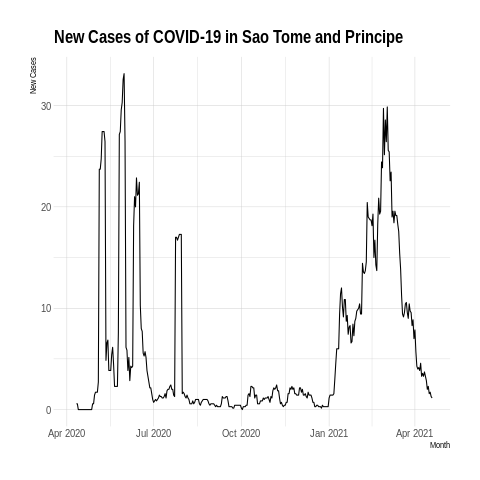 New Cases of COVID-19 in Sao Tome and Principe
New Cases
30
20
10
0
Apr 2020 Jul 2020 Oct 2020 Jan 2021 Apr 2021
Month